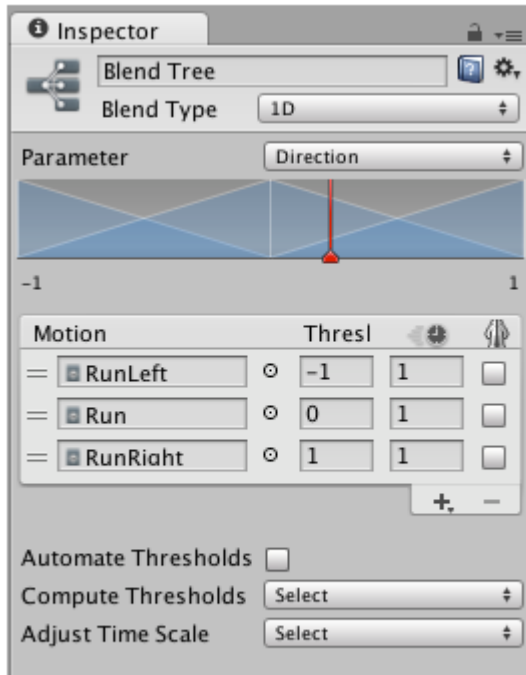 Inspector
Blend Tree
Blend Type 1D
Parameter Direction
-1 1
Motion Thresl
RunLeft -1 1
Run 0 1
RunRight 1 1
Automate Thresholds
Compute Thresholds Select
Adjust Time Scale Select